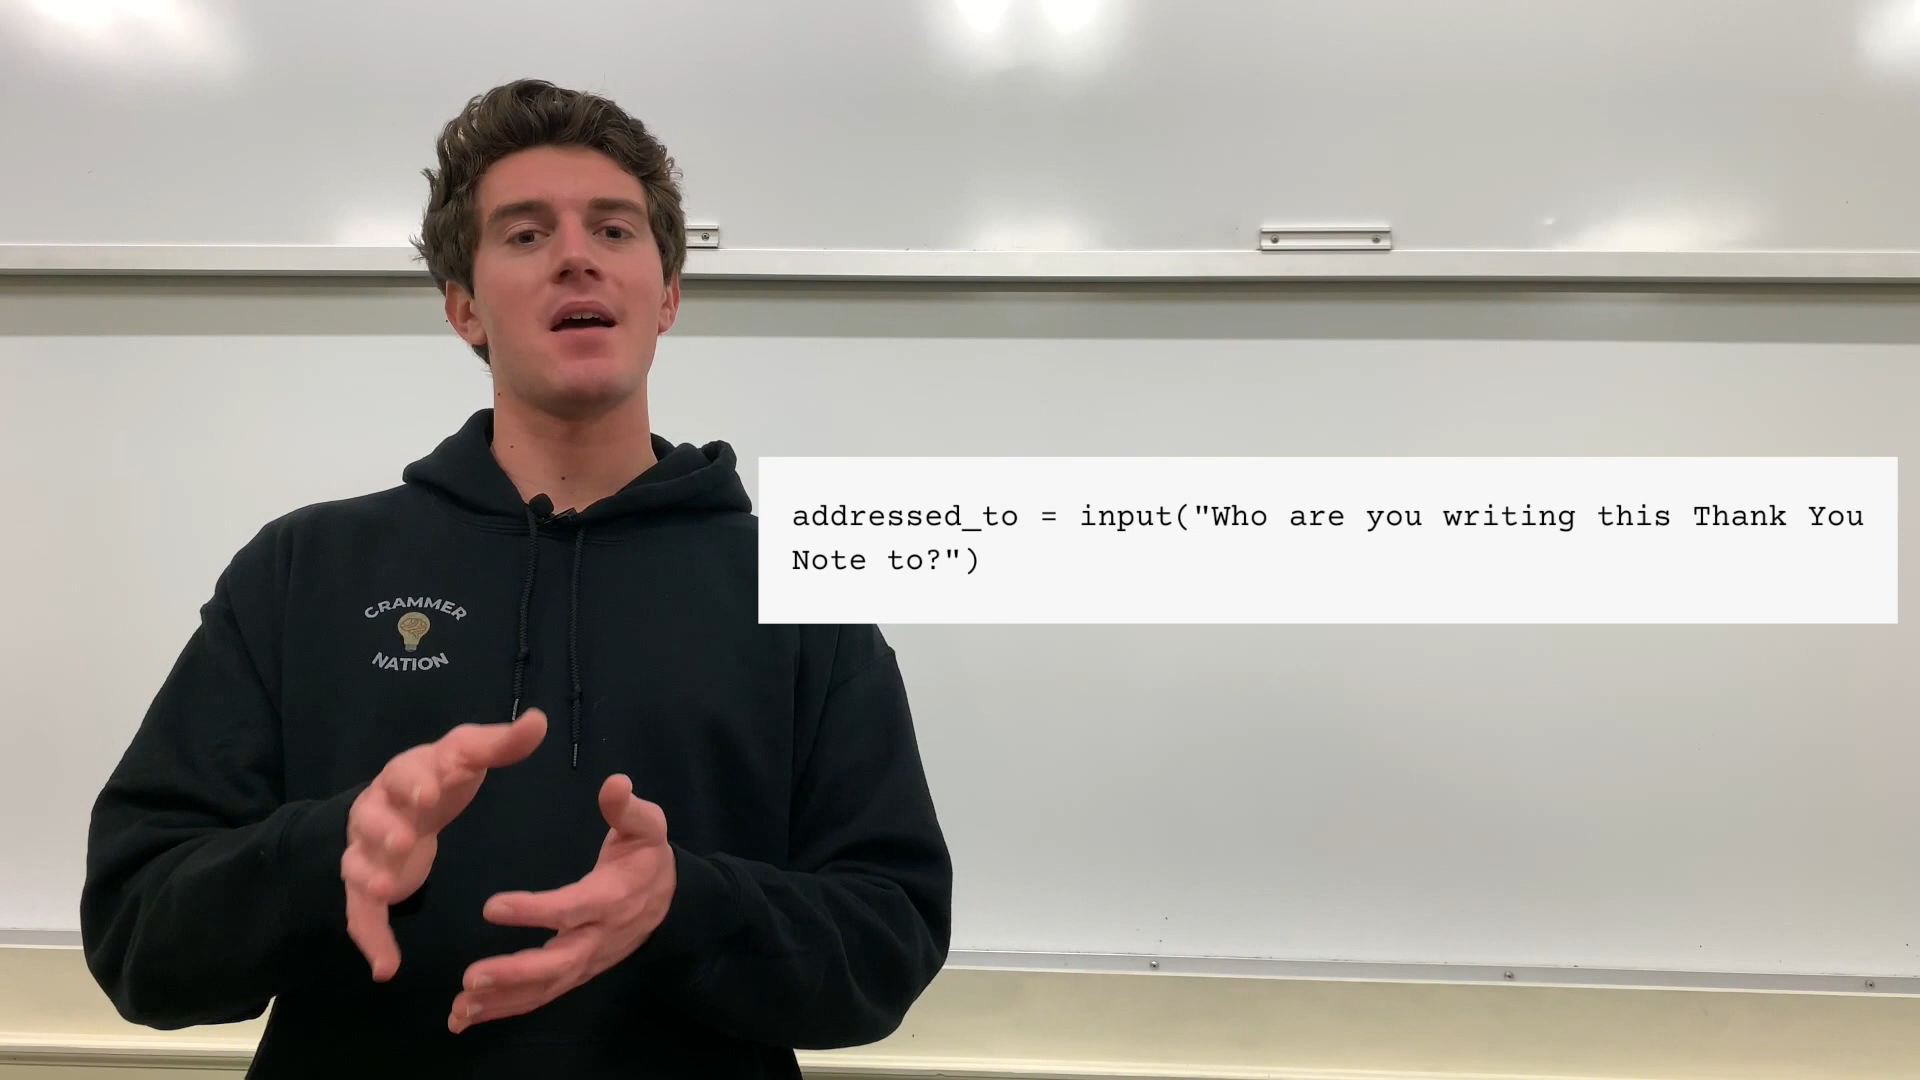 CRAMMER
NATION
addressed_to = input("Who are you writing this Thank You
Note to?")